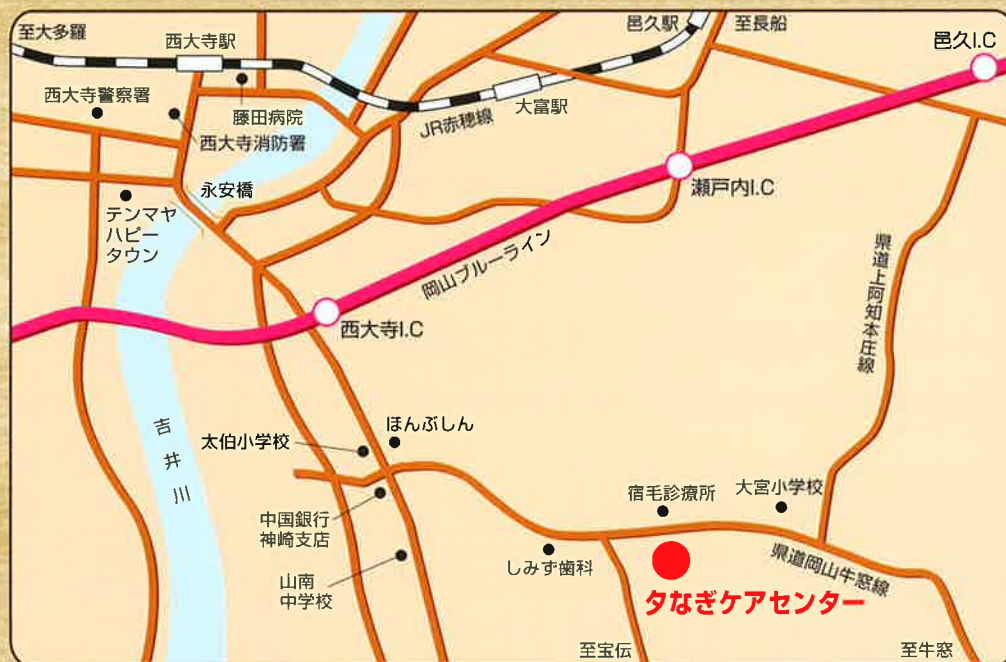 至大多羅
西大寺駅
邑久駅
至長船
邑久I.C
西大寺警察署
藤田病院
大富駅
JR赤穂線
西大寺消防署
瀬戸内I.C
永安橋
テンマヤ
ハピー
タウン
岡山ブルーライン
県道上阿知本庄線
西大寺I.C
ほんぶしん
太伯小学校
吉井川
中国銀行
神崎支店
宿毛診療所
大宮小学校
しみず歯科
県道岡山牛窓線
山南
中学校
夕なぎケアセンター
至宝伝
至牛窓